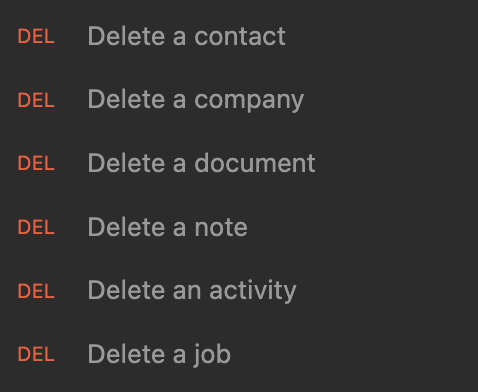 DEL Delete a contact
DEL Delete a company
DEL Delete a document
DEL Delete a note
DEL Delete an activity
DEL Delete a job